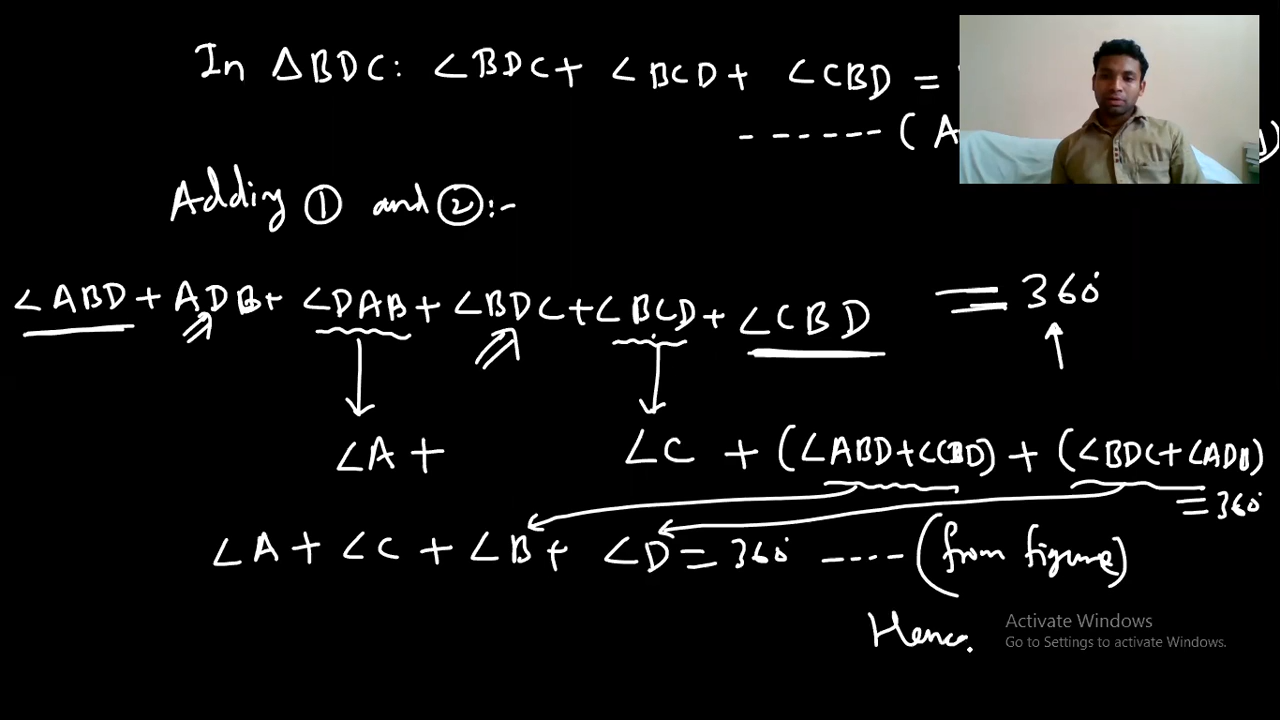 In ΔBDC: ∠BDC + ∠BCD + ∠CBD =
------ (A
Adding ① and ②:-
∠ABD + ADB + ∠DAB + ∠BDC + ∠BCD + ∠CBD = 360°
∠A + ∠C + (∠ABD + ∠CBD) + (∠BDC + ∠ADB)
= 360°
∠A + ∠C + ∠B + ∠D = 360° ---- (from figure)
Hence.
Activate Windows
Go to Settings to activate Windows.